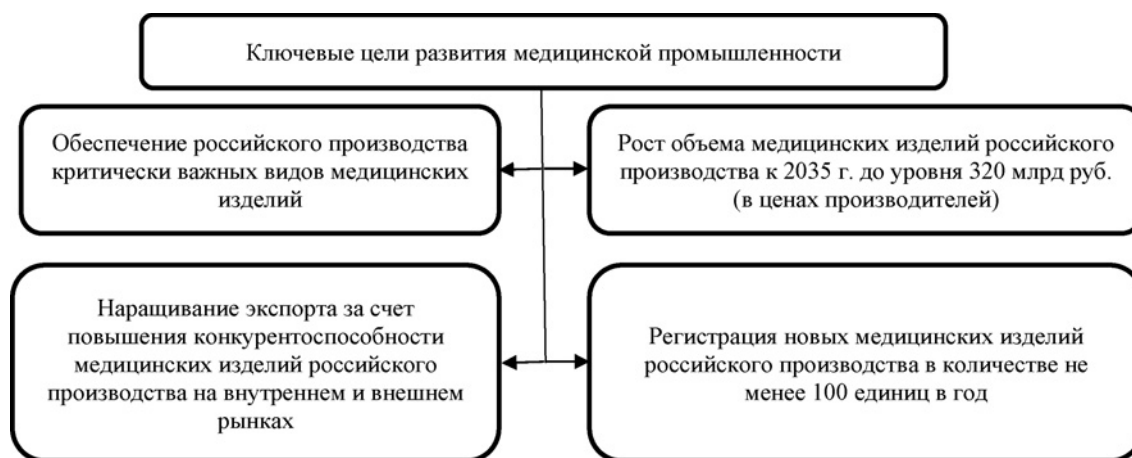 Ключевые цели развития медицинской промышленности
Обеспечение российского производства
критически важных видов медицинских
изделий
Рост объема медицинских изделий российского
производства к 2035 г. до уровня 320 млрд руб.
(в ценах производителей)
Наращивание экспорта за счет
повышения конкурентоспособности
медицинских изделий российского
производства на внутреннем и внешнем
рынках
Регистрация новых медицинских изделий
российского производства в количестве не
менее 100 единиц в год